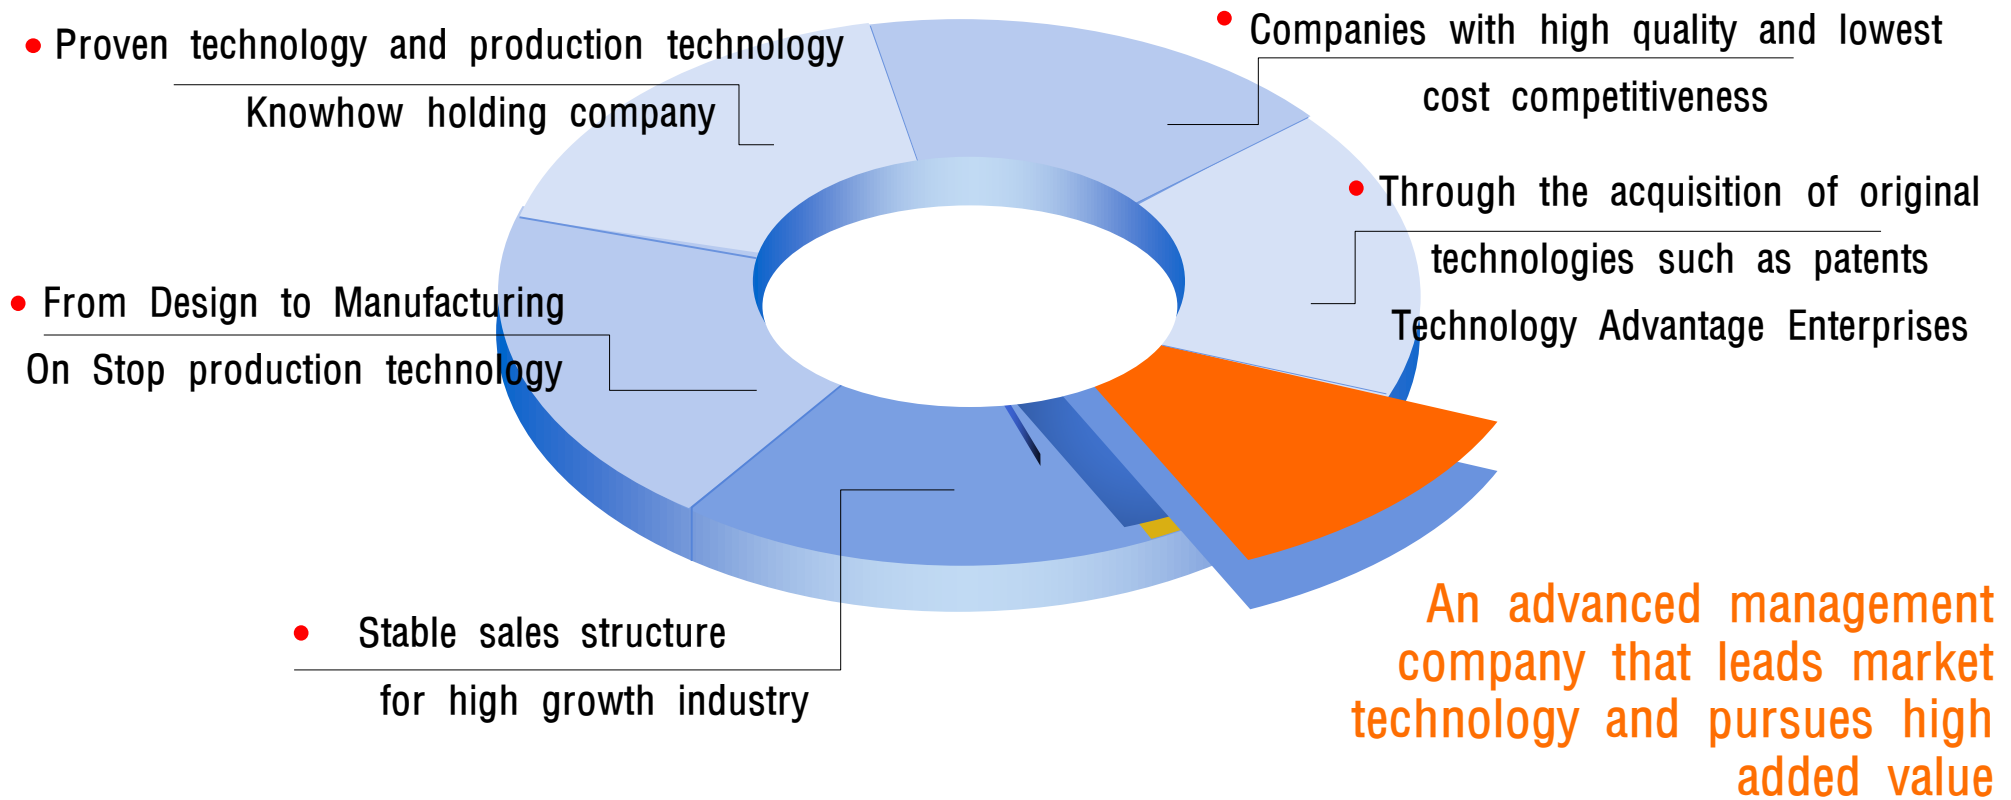 Proven technology and production technology
Knowhow holding company
Companies with high quality and lowest
cost competitiveness
Through the acquisition of original
technologies such as patents
Technology Advantage Enterprises
From Design to Manufacturing
On Stop production technology
Stable sales structure
for high growth industry
An advanced management
company that leads market
technology and pursues high
added value